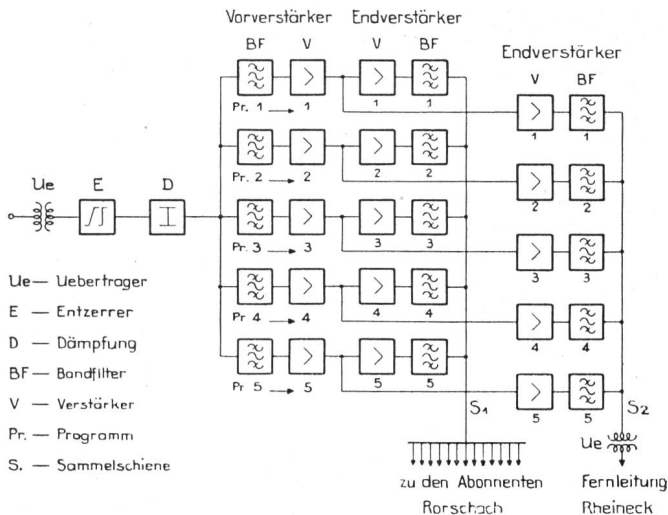 Vorverstärker Endverstärker
BF V V BF
Endverstärker
V BF
Pr. 1 1 1 1
1 1
Pr. 2 2 2 2
2 2
Ue E D
Pr. 3 3 3 3
3 3
Ue — Uebertrager
E — Entzerrer
Pr 4 4 4 4
D — Dämpfung
4 4
BF — Bandfilter
Pr 5 5 5 5
V — Verstärker
S1 5 5 S2
Pr. — Programm
Ue
S. — Sammelschiene
zu den Abonnenten
Rorschach
Fernleitung
Rheineck